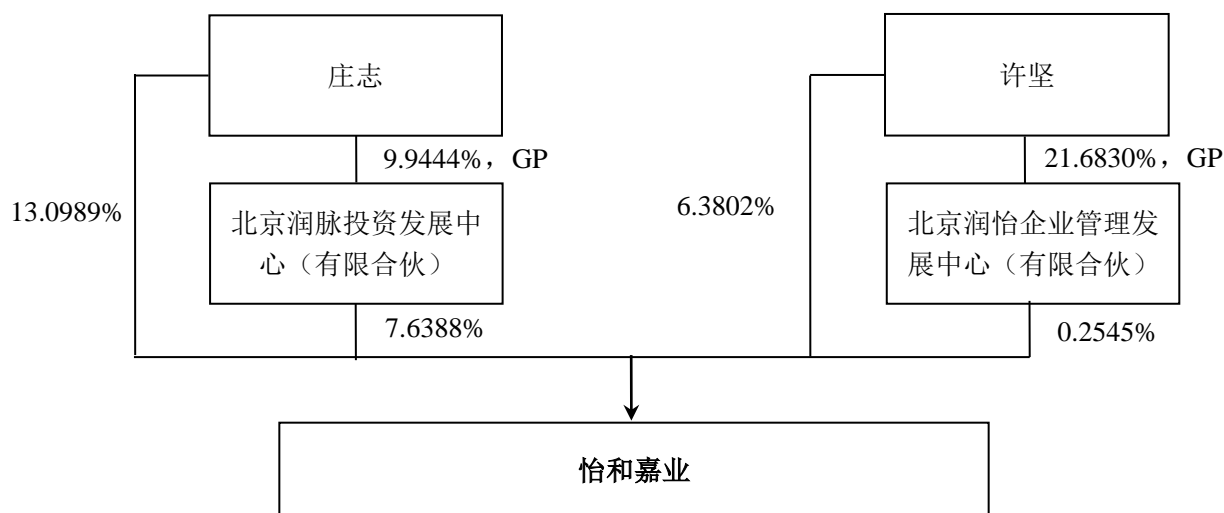 庄志
许坚
9.9444%，GP
21.6830%，GP
13.0989%
6.3802%
北京润脉投资发展中
心（有限合伙）
北京润怡企业管理发
展中心（有限合伙）
7.6388%
0.2545%
怡和嘉业